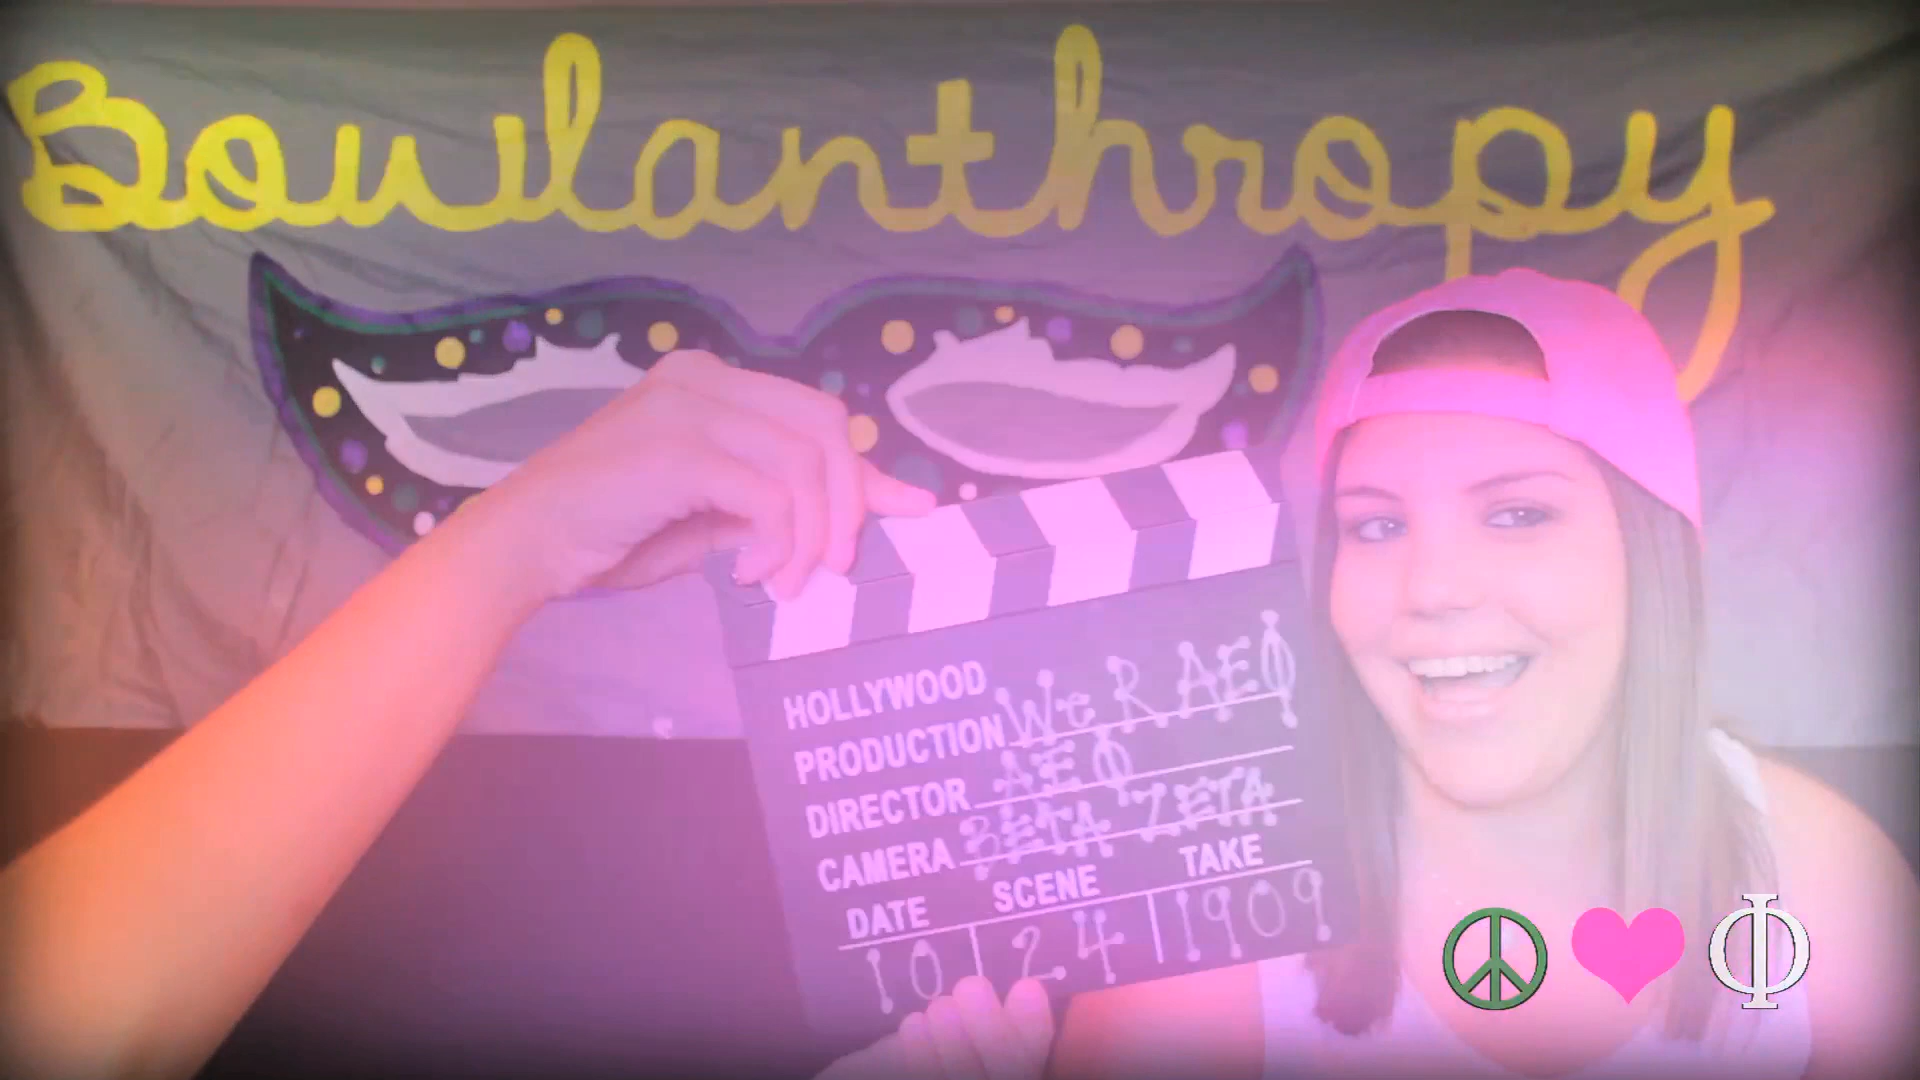 Bowlanthropy
HOLLYWOOD
PRODUCTION We R AEΦ
DIRECTOR AEΦ
CAMERA BETA ZETA
DATE SCENE TAKE
10 24 1909
Φ